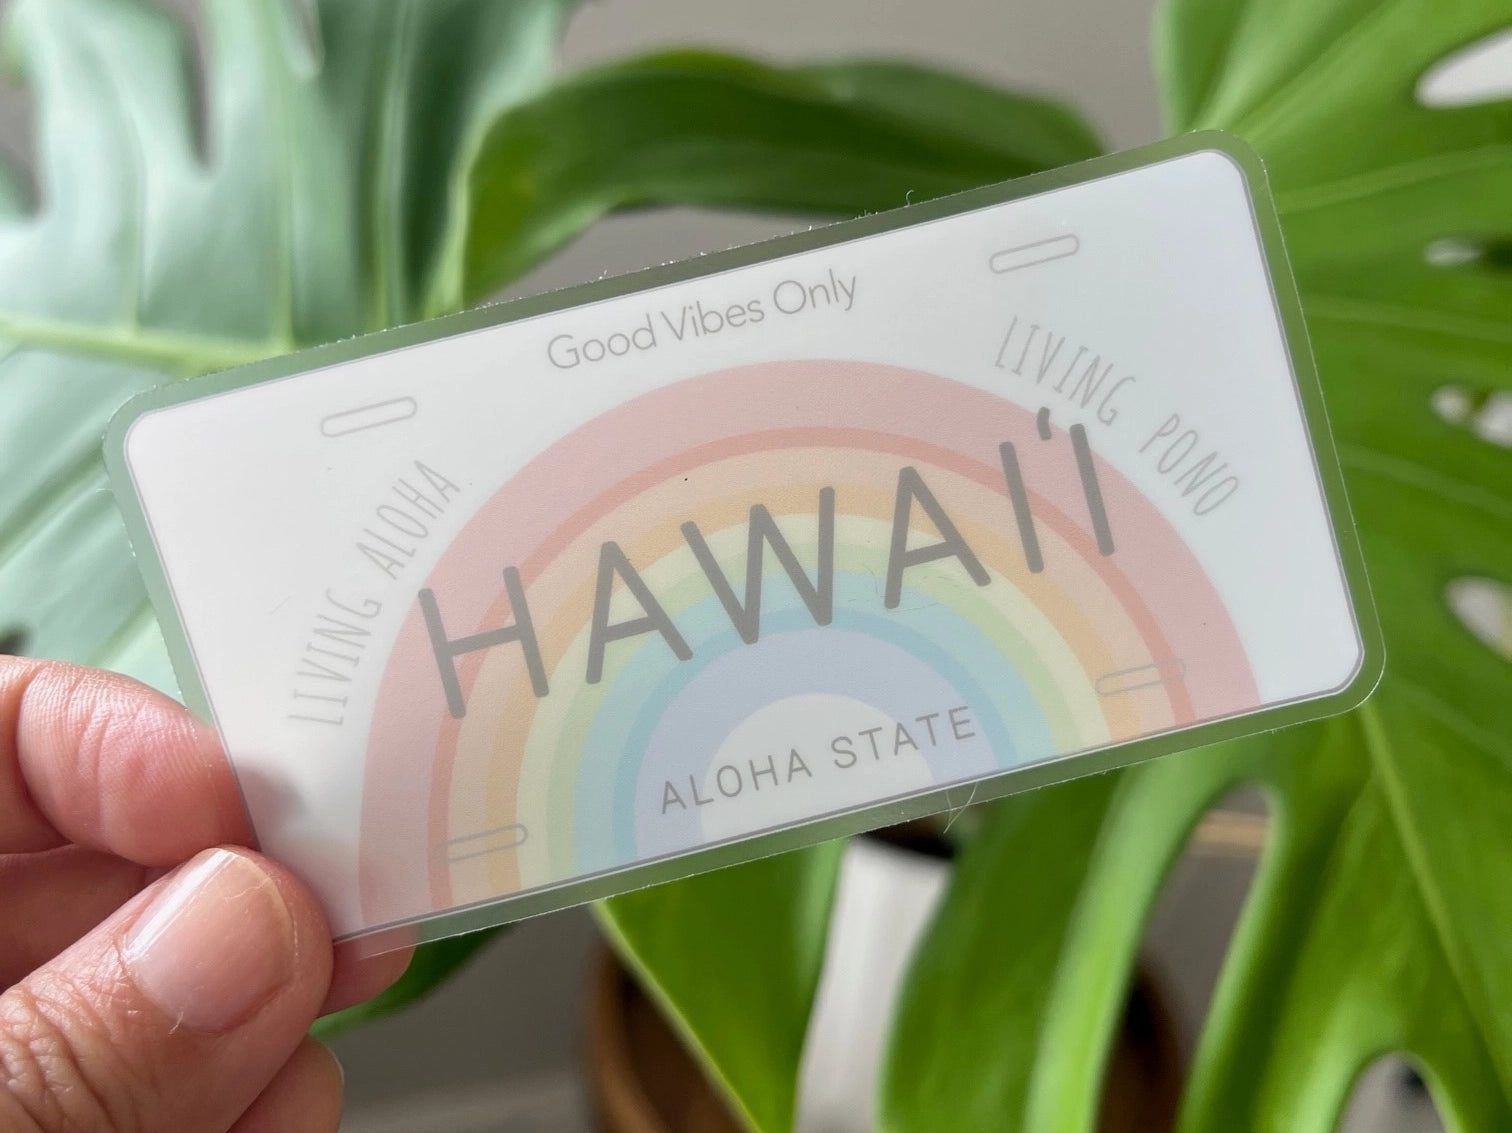 Good Vibes Only
LIVING ALOHA
LIVING PONO
HAWAIʻI
ALOHA STATE